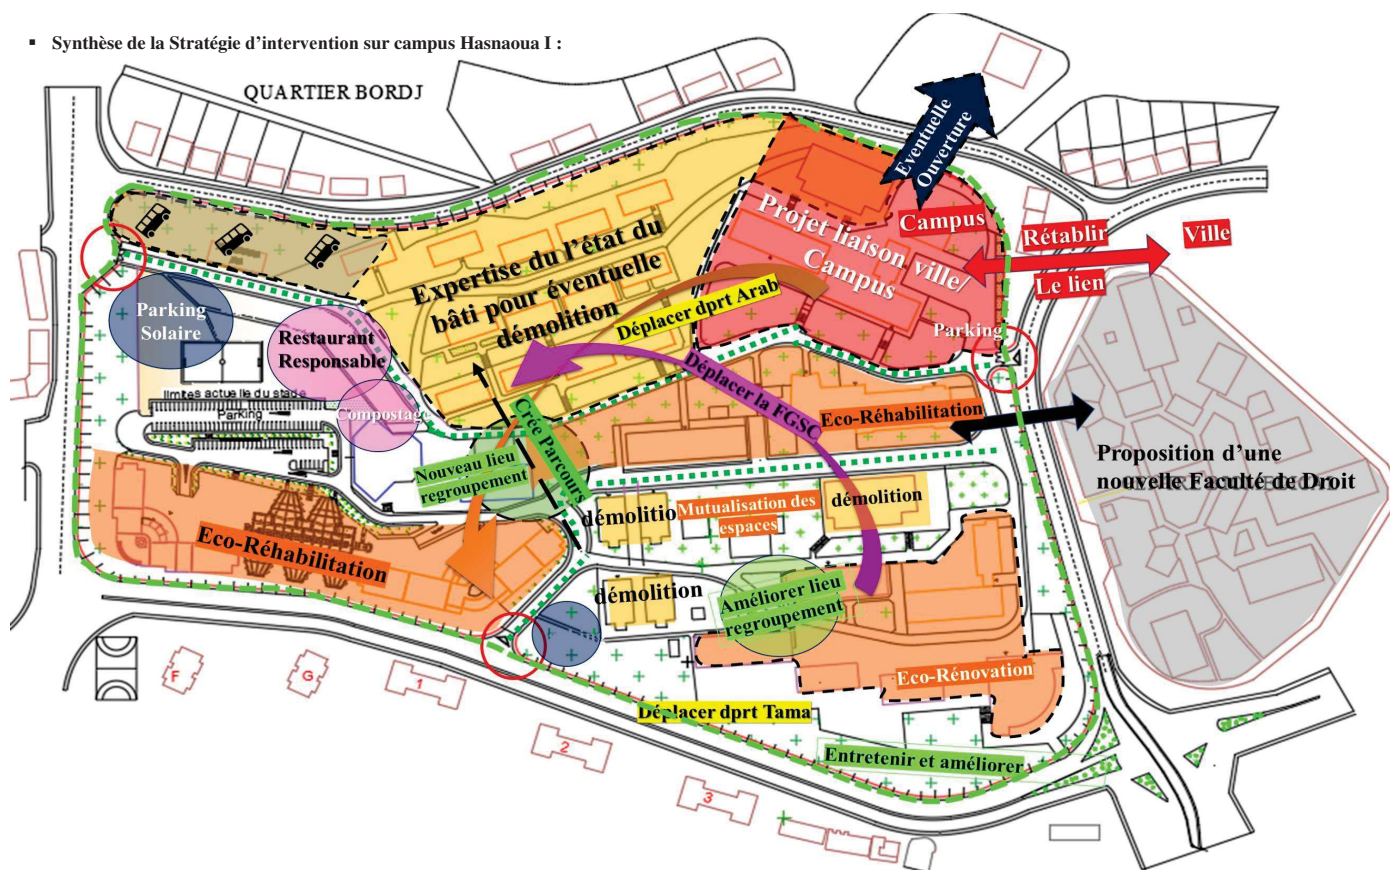 ▪ Synthèse de la Stratégie d’intervention sur campus Hasnaoua I :
QUARTIER BORDJ
Eventuelle
Ouverture
Campus
Rétablir
Ville
Le lien
Projet liaison ville/
Campus
Parking
Expertise du l’état du
bâti pour éventuelle
démolition
Déplacer dprt Arab
Parking
Solaire
Restaurant
Responsable
limites actuelle du stade
Parking
Compostage
Déplacer la FGSC
Eco-Réhabilitation
Crée Parcours
Nouveau lieu
regroupement
Proposition d’une
nouvelle Faculté de Droit
démolitio
Mutualisation des
espaces
démolition
Eco-Réhabilitation
démolition
Améliorer lieu
regroupement
Eco-Rénovation
Déplacer dprt Tama
Entretenir et améliorer
F
G
1
2
3